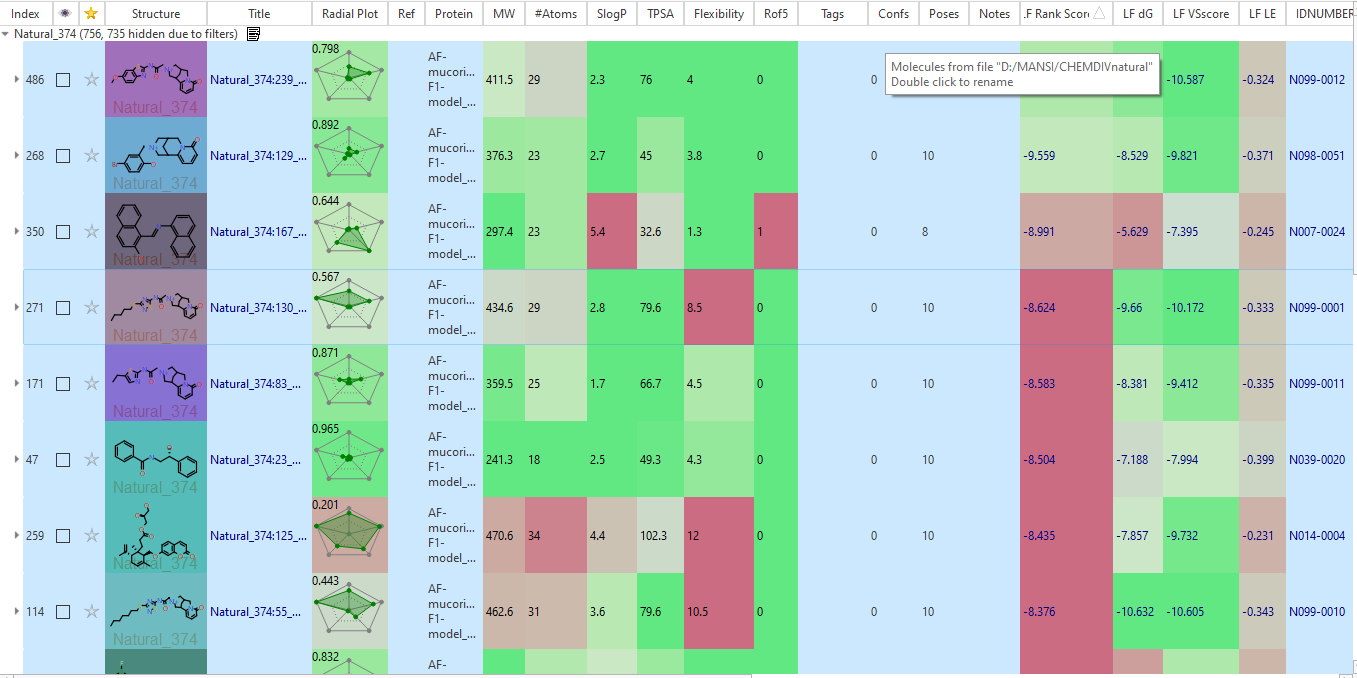 Index Structure Title Radial Plot Ref Protein MW #Atoms SlogP TPSA Flexibility Rof5 Tags Confs Poses Notes .F Rank Score LF dG LF VSscore LF LE IDNUMBER
Natural_374 (756, 735 hidden due to filters)
Molecules from file "D:/MANSI/CHEMDIVnatural"
Double click to rename
486 Natural_374 Natural_374:239_... 0.798 AF-
mucori...
F1-
model_... 411.5 29 2.3 76 4 0 0 -10.587 -0.324 N099-0012
268 Natural_374 Natural_374:129_... 0.892 AF-
mucori...
F1-
model_... 376.3 23 2.7 45 3.8 0 0 10 -9.559 -8.529 -9.821 -0.371 N098-0051
350 Natural_374 Natural_374:167_... 0.644 AF-
mucori...
F1-
model_... 297.4 23 5.4 32.6 1.3 1 0 8 -8.991 -5.629 -7.395 -0.245 N007-0024
271 Natural_374 Natural_374:130_... 0.567 AF-
mucori...
F1-
model_... 434.6 29 2.8 79.6 8.5 0 0 10 -8.624 -9.66 -10.172 -0.333 N099-0001
171 Natural_374 Natural_374:83_... 0.871 AF-
mucori...
F1-
model_... 359.5 25 1.7 66.7 4.5 0 0 10 -8.583 -8.381 -9.412 -0.335 N099-0011
47 Natural_374 Natural_374:23_... 0.965 AF-
mucori...
F1-
model_... 241.3 18 2.5 49.3 4.3 0 0 10 -8.504 -7.188 -7.994 -0.399 N039-0020
259 Natural_374 Natural_374:125_... 0.201 AF-
mucori...
F1-
model_... 470.6 34 4.4 102.3 12 0 0 10 -8.435 -7.857 -9.732 -0.231 N014-0004
114 Natural_374 Natural_374:55_... 0.443 AF-
mucori...
F1-
model_... 462.6 31 3.6 79.6 10.5 0 0 10 -8.376 -10.632 -10.605 -0.343 N099-0010
0.832 AF-